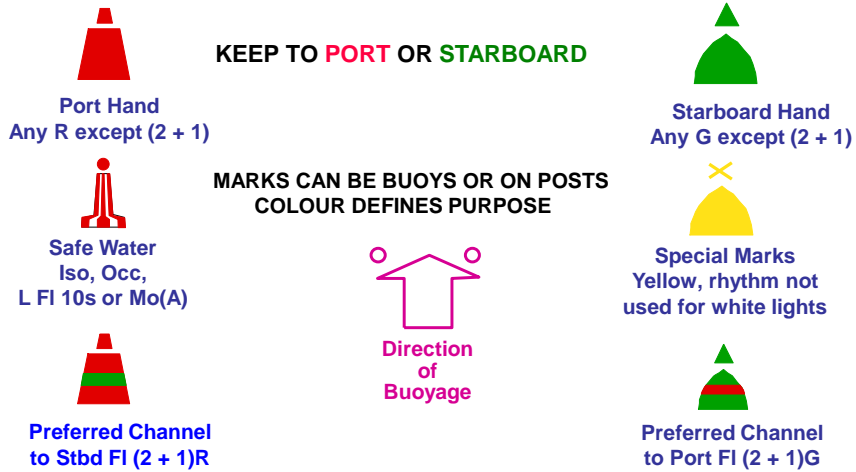 KEEP TO PORT OR STARBOARD
Port Hand
Any R except (2 + 1)
Starboard Hand
Any G except (2 + 1)
MARKS CAN BE BUOYS OR ON POSTS
COLOUR DEFINES PURPOSE
Safe Water
Iso, Occ,
L Fl 10s or Mo(A)
Special Marks
Yellow, rhythm not
used for white lights
Direction
of
Buoyage
Preferred Channel
to Stbd Fl (2 + 1)R
Preferred Channel
to Port Fl (2 + 1)G